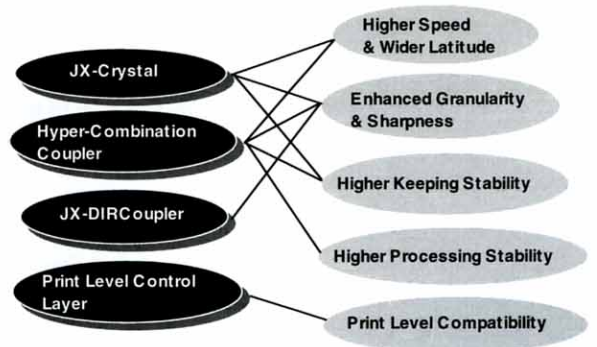 JX-Crystal
Hyper-Combination
Coupler
JX-DIRCoupler
Print Level Control
Layer
Higher Speed
& Wider Latitude
Enhanced Granularity
& Sharpness
Higher Keeping Stability
Higher Processing Stability
Print Level Compatibility